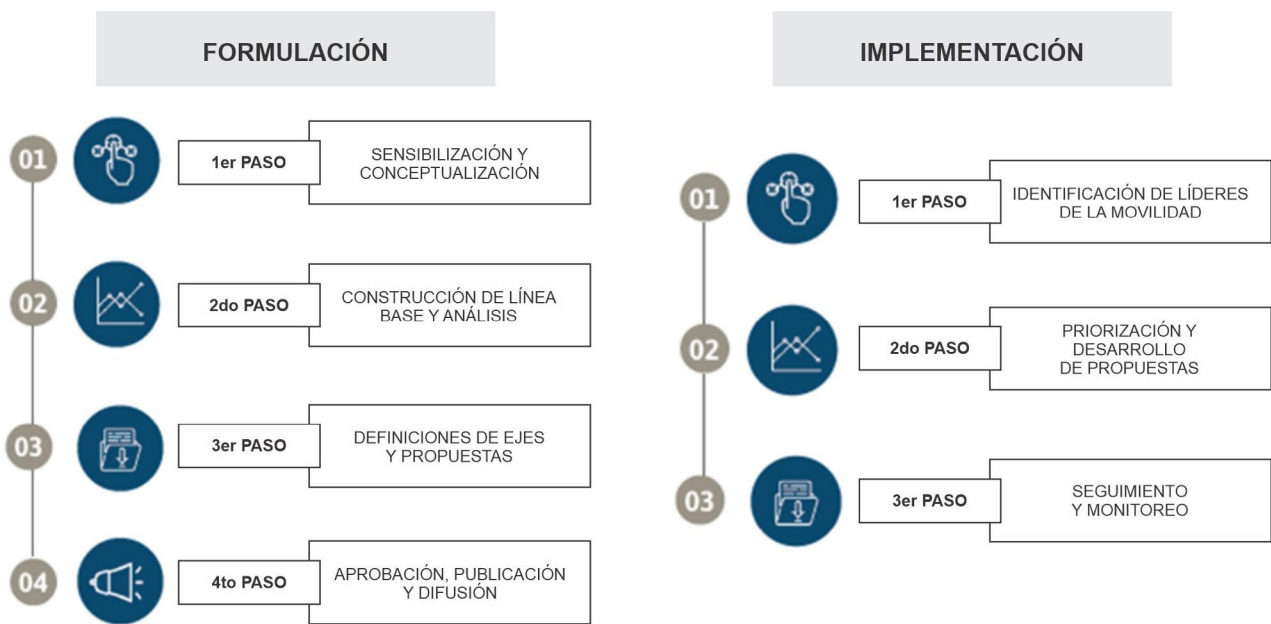 FORMULACIÓN
01
1er PASO
SENSIBILIZACIÓN Y
CONCEPTUALIZACIÓN
02
2do PASO
CONSTRUCCIÓN DE LÍNEA
BASE Y ANÁLISIS
03
3er PASO
DEFINICIONES DE EJES
Y PROPUESTAS
04
4to PASO
APROBACIÓN, PUBLICACIÓN
Y DIFUSIÓN
IMPLEMENTACIÓN
01
1er PASO
IDENTIFICACIÓN DE LÍDERES
DE LA MOVILIDAD
02
2do PASO
PRIORIZACIÓN Y
DESARROLLO
DE PROPUESTAS
03
3er PASO
SEGUIMIENTO
Y MONITOREO